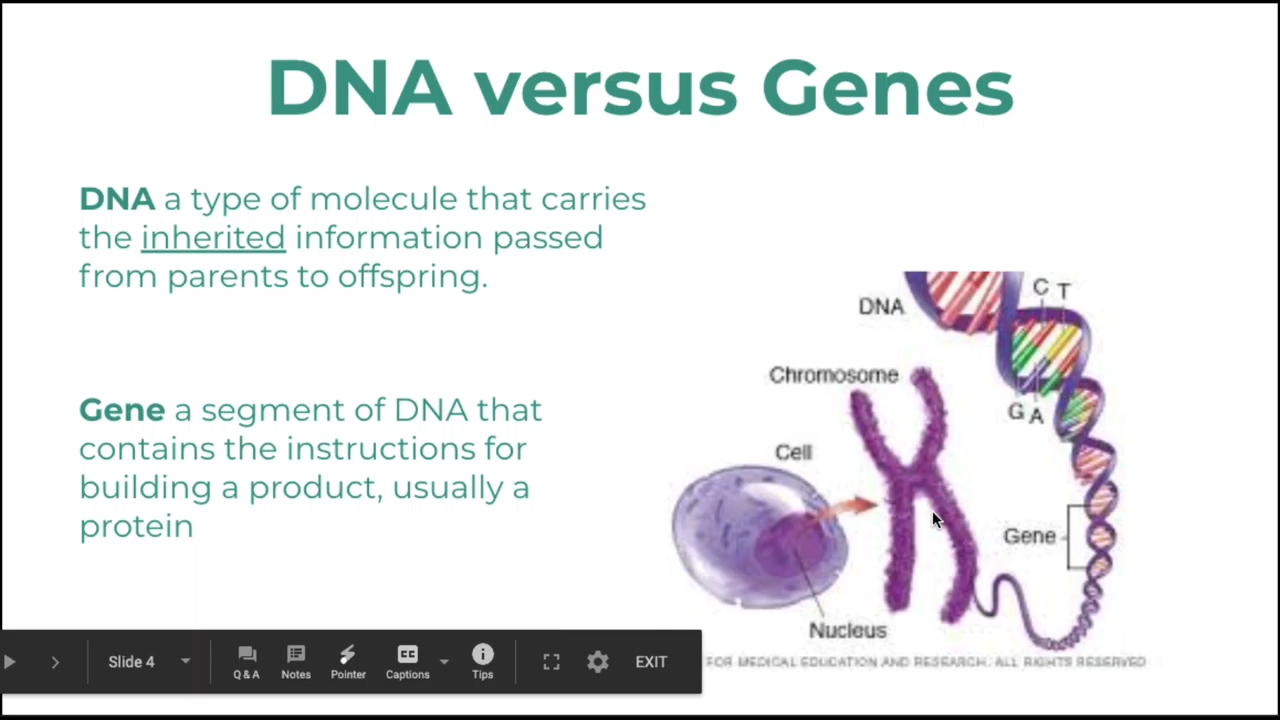 DNA versus Genes
DNA a type of molecule that carries
the inherited information passed
from parents to offspring.
Gene a segment of DNA that
contains the instructions for
building a product, usually a
protein
C T
DNA
Chromosome
G A
Cell
Gene
Nucleus
FOR MEDICAL EDUCATION AND RESEARCH. ALL RIGHTS RESERVED
Slide 4
Q & A
Notes
Pointer
CC
Captions
Tips
EXIT